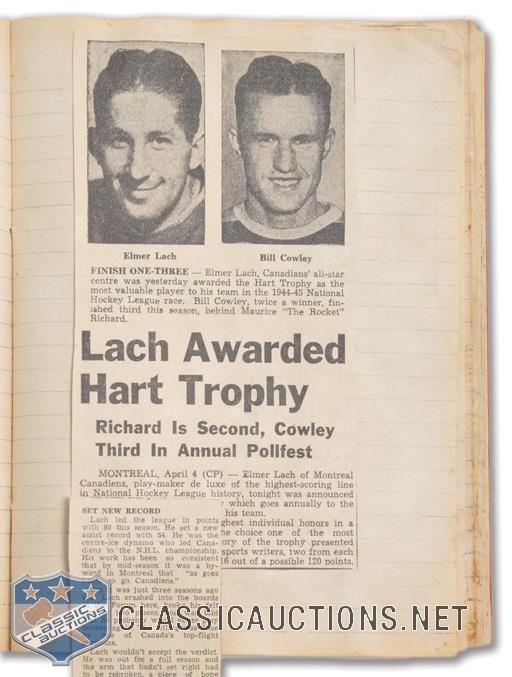 Elmer Lach
Bill Cowley
FINISH ONE-THREE — Elmer Lach, Canadiens' all-star
centre was yesterday awarded the Hart Trophy as the
most valuable player to his team in the 1944-45 National
Hockey League race. Bill Cowley, twice a winner, fin-
ished third this season, behind Maurice "The Rocket"
Richard.
Lach Awarded
Hart Trophy
Richard Is Second, Cowley
Third In Annual Pollfest
MONTREAL, April 4 (CP) — Elmer Lach of Montreal
Canadiens, play-maker de luxe of the highest-scoring line
in National Hockey League history, tonight was announced
which goes annually to the
his team.
ghest individual honors in a
he choice one of the most
ory of the trophy presented
sports writers, two from each
6 out of a possible 120 points.
SET NEW RECORD
Lach led the league in points
with 80 this season. He set a new
assist record with 54. He was the
centre-ice dynamo who led Cana-
diens to the N.H.L. championship.
His work has been so consistent
that by mid-season it was a by-
word in Montreal that "as goes
go Canadiens."
was just three seasons ago
ch crashed into the boards
here, broke his left
of Canada's top-flight
Lach wouldn't accept the verdict.
He was out for a full season and
the arm that hadn't set right had
to be rebroken, a piece of bone
CLASSIC
AUCTIONS
CLASSICAUCTIONS.NET